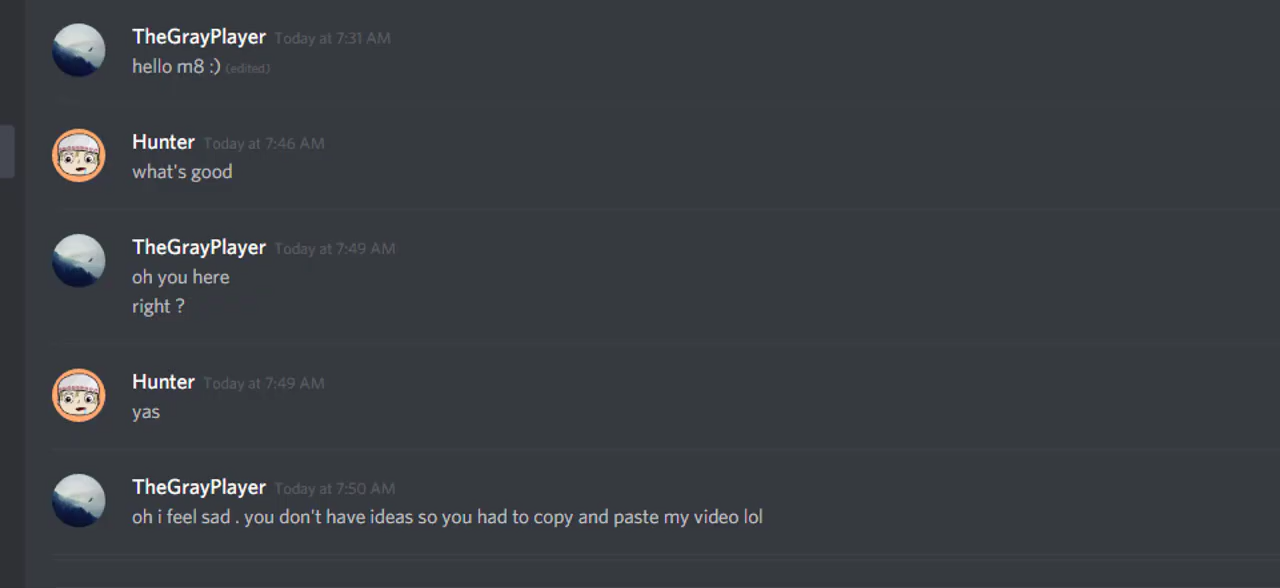 TheGrayPlayer Today at 7:31 AM
hello m8 :) (edited)
Hunter Today at 7:46 AM
what's good
TheGrayPlayer Today at 7:49 AM
oh you here
right ?
Hunter Today at 7:49 AM
yas
TheGrayPlayer Today at 7:50 AM
oh i feel sad . you don't have ideas so you had to copy and paste my video lol